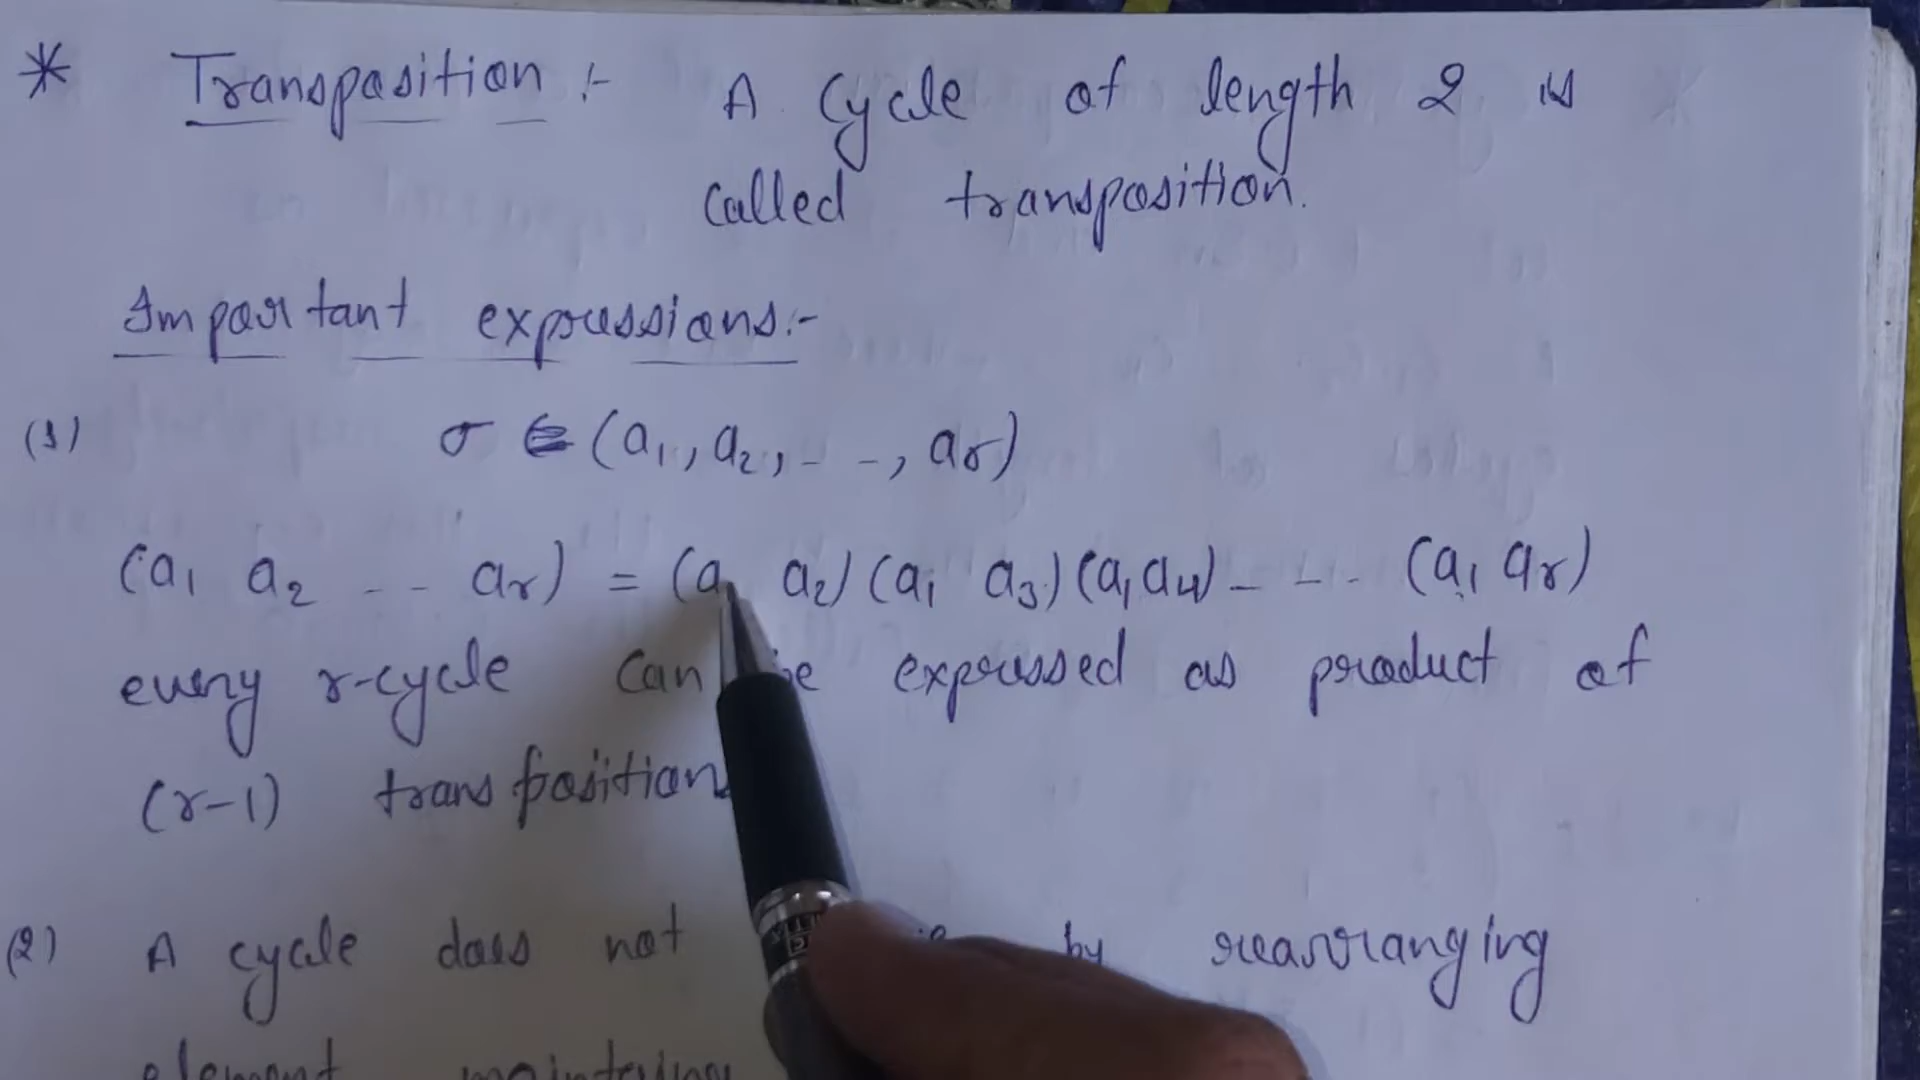 * Transposition :- A cycle of length 2 is
called transposition.
Important expressions:-
(1) σ ∈ (a₁, a₂, - - -, aᵣ)
(a₁ a₂ - - aᵣ) = (a₁ a₂) (a₁ a₃) (a₁ a₄) - - - (a₁ aᵣ)
every r-cycle can be expressed as product of
(r-1) transposition
(2) A cycle does not by rearranging
element